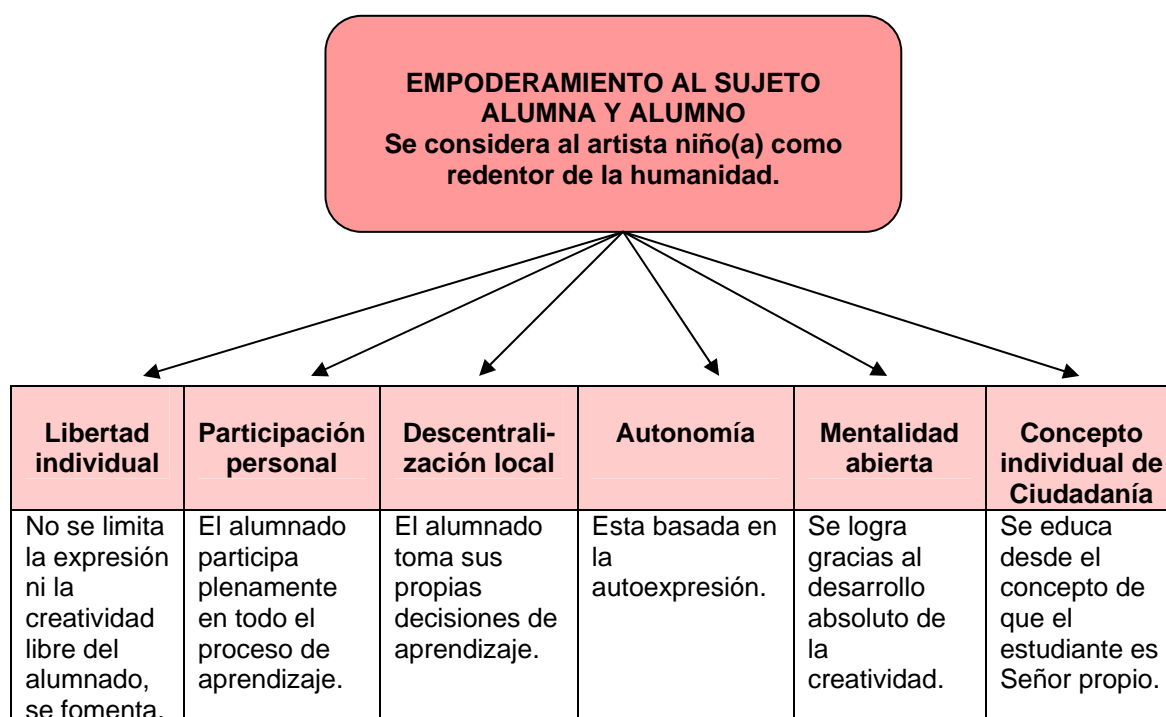 EMPODERAMIENTO AL SUJETO
ALUMNA Y ALUMNO
Se considera al artista niño(a) como
redentor de la humanidad.
Libertad
individual
Participación
personal
Descentrali-
zación local
Autonomía
Mentalidad
abierta
Concepto
individual de
Ciudadanía
No se limita
la expresión
ni la
creatividad
libre del
alumnado,
se fomenta.
El alumnado
participa
plenamente
en todo el
proceso de
aprendizaje.
El alumnado
toma sus
propias
decisiones de
aprendizaje.
Esta basada en
la
autoexpresión.
Se logra
gracias al
desarrollo
absoluto de
la
creatividad.
Se educa
desde el
concepto de
que el
estudiante es
Señor propio.